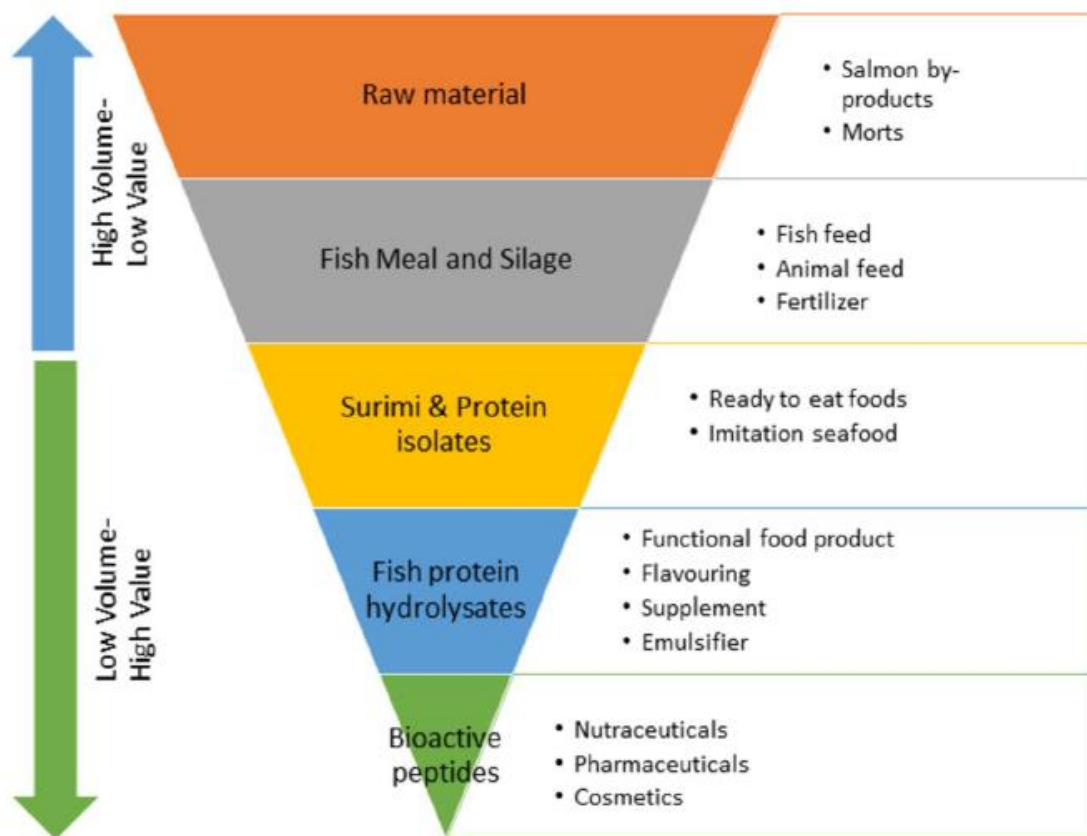 High Volume-
Low Value
Low Volume-
High Value
Raw material
• Salmon by-
products
• Morts
Fish Meal and Silage
• Fish feed
• Animal feed
• Fertilizer
Surimi & Protein
isolates
• Ready to eat foods
• Imitation seafood
Fish protein
hydrolysates
• Functional food product
• Flavouring
• Supplement
• Emulsifier
Bioactive
peptides
• Nutraceuticals
• Pharmaceuticals
• Cosmetics